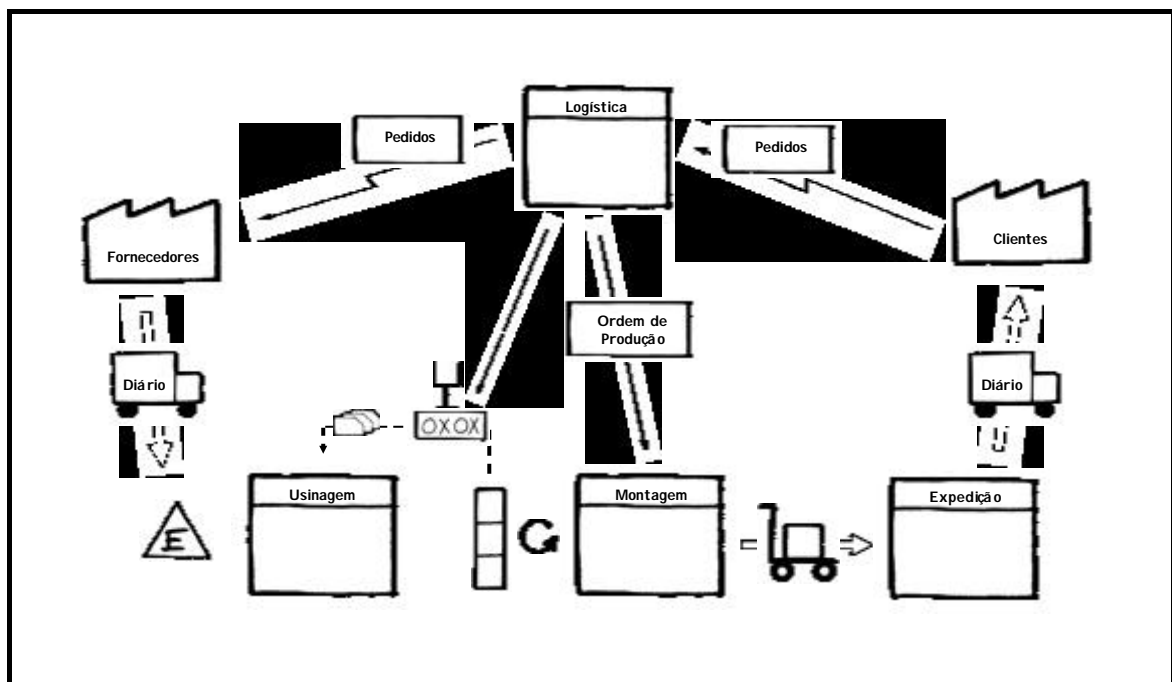 Logística
Pedidos
Pedidos
Fornecedores
Clientes
Ordem de
Produção
Diário
Diário
OXOX
Usinagem
Montagem
Expedição
E